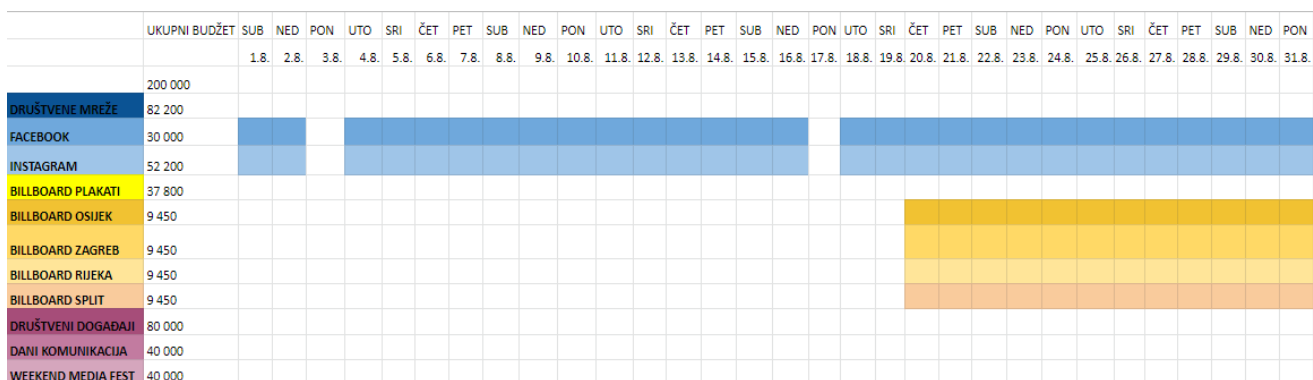 UKUPNI BUDŽET SUB NED PON UTO SRI ČET PET SUB NED PON UTO SRI ČET PET SUB NED PON UTO SRI ČET PET SUB NED PON UTO SRI ČET PET SUB NED PON
1.8. 2.8. 3.8. 4.8. 5.8. 6.8. 7.8. 8.8. 9.8. 10.8. 11.8. 12.8. 13.8. 14.8. 15.8. 16.8. 17.8. 18.8. 19.8. 20.8. 21.8. 22.8. 23.8. 24.8. 25.8. 26.8. 27.8. 28.8. 29.8. 30.8. 31.8.
200 000
DRUŠTVENE MREŽE 82 200
FACEBOOK 30 000
INSTAGRAM 52 200
BILLBOARD PLAKATI 37 800
BILLBOARD OSIJEK 9 450
BILLBOARD ZAGREB 9 450
BILLBOARD RIJEKA 9 450
BILLBOARD SPLIT 9 450
DRUŠTVENI DOGAĐAJI 80 000
DANI KOMUNIKACIJA 40 000
WEEKEND MEDIA FEST 40 000